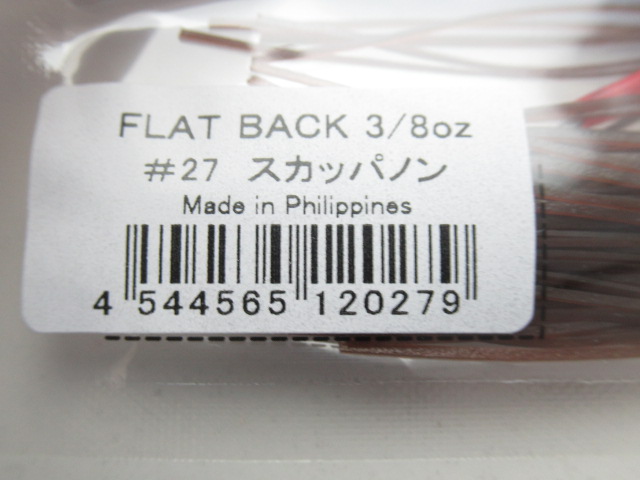 FLAT BACK 3/8oz
#27 スカッパノン
Made in Philippines
4 544565 120279